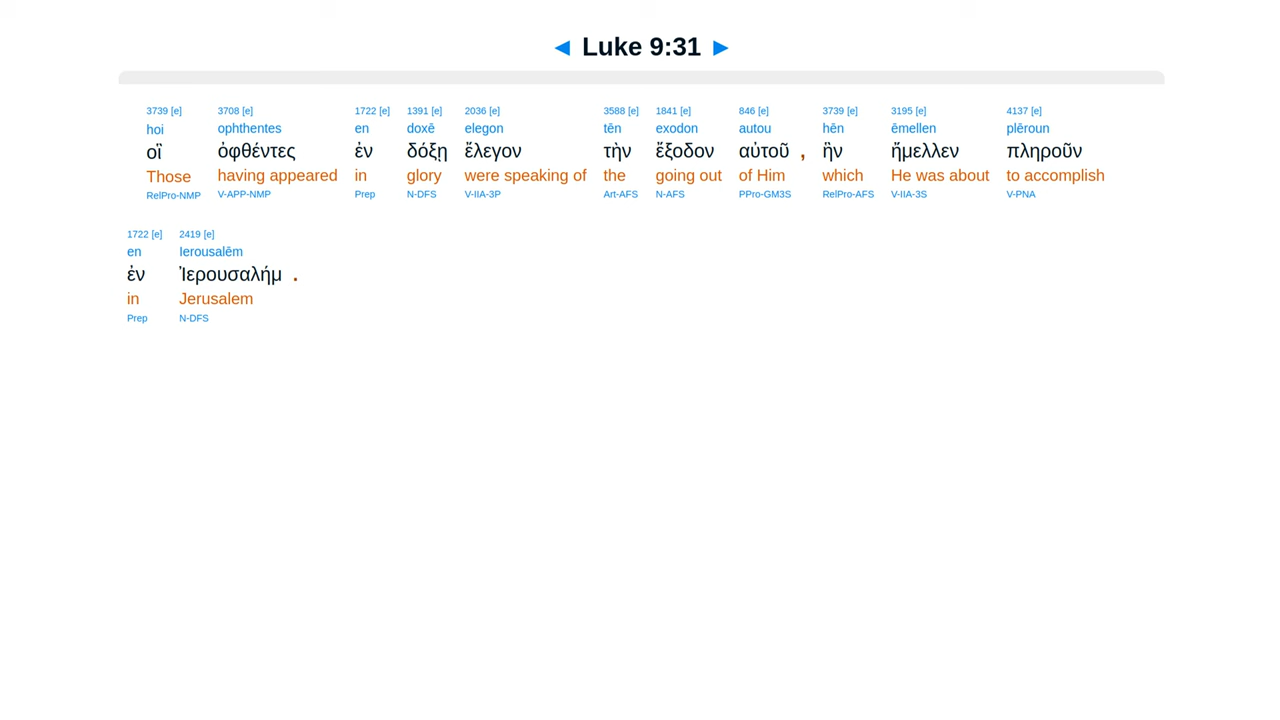 ◄ Luke 9:31 ►
3739 [e] 3708 [e] 1722 [e] 1391 [e] 2036 [e] 3588 [e] 1841 [e] 846 [e] 3739 [e] 3195 [e] 4137 [e]
hoi ophthentes en doxē elegon tēn exodon autou hēn ēmellen plēroun
οἳ ὀφθέντες ἐν δόξῃ ἔλεγον τὴν ἔξοδον αὐτοῦ , ἣν ἤμελλεν πληροῦν
Those having appeared in glory were speaking of the going out of Him which He was about to accomplish
RelPro-NMP V-APP-NMP Prep N-DFS V-IIA-3P Art-AFS N-AFS PPro-GM3S RelPro-AFS V-IIA-3S V-PNA
1722 [e] 2419 [e]
en Ierousalēm
ἐν Ἰερουσαλήμ .
in Jerusalem
Prep N-DFS